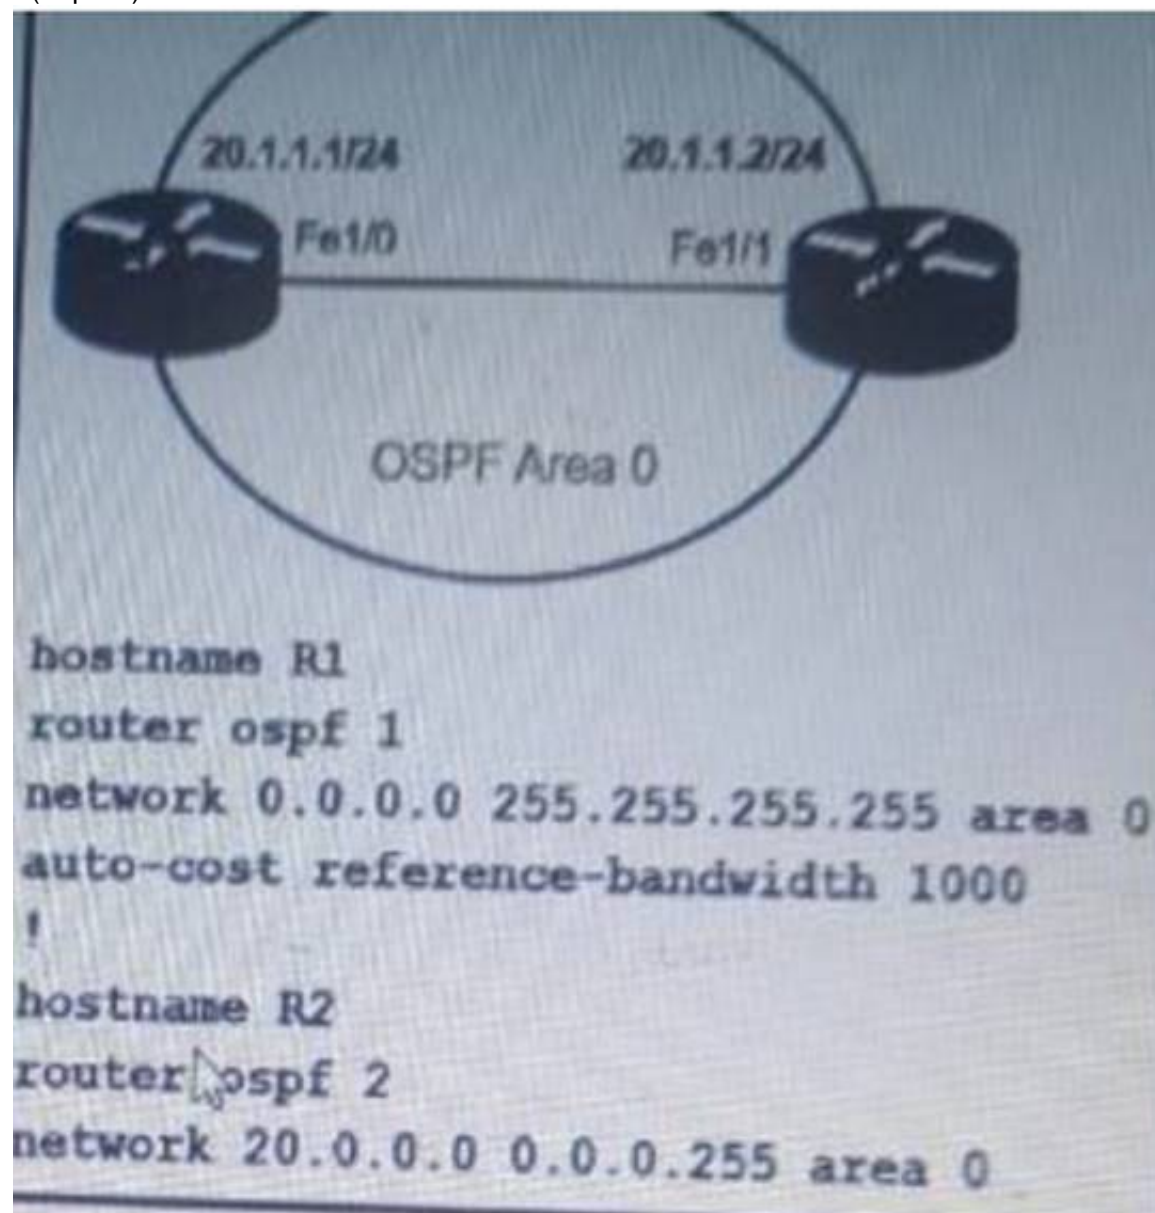 20.1.1.1/24 20.1.1.2/24
Fe1/0 Fe1/1
OSPF Area 0
hostname R1
router ospf 1
network 0.0.0.0 255.255.255.255 area 0
auto-cost reference-bandwidth 1000
!
hostname R2
router ospf 2
network 20.0.0.0 0.0.0.255 area 0